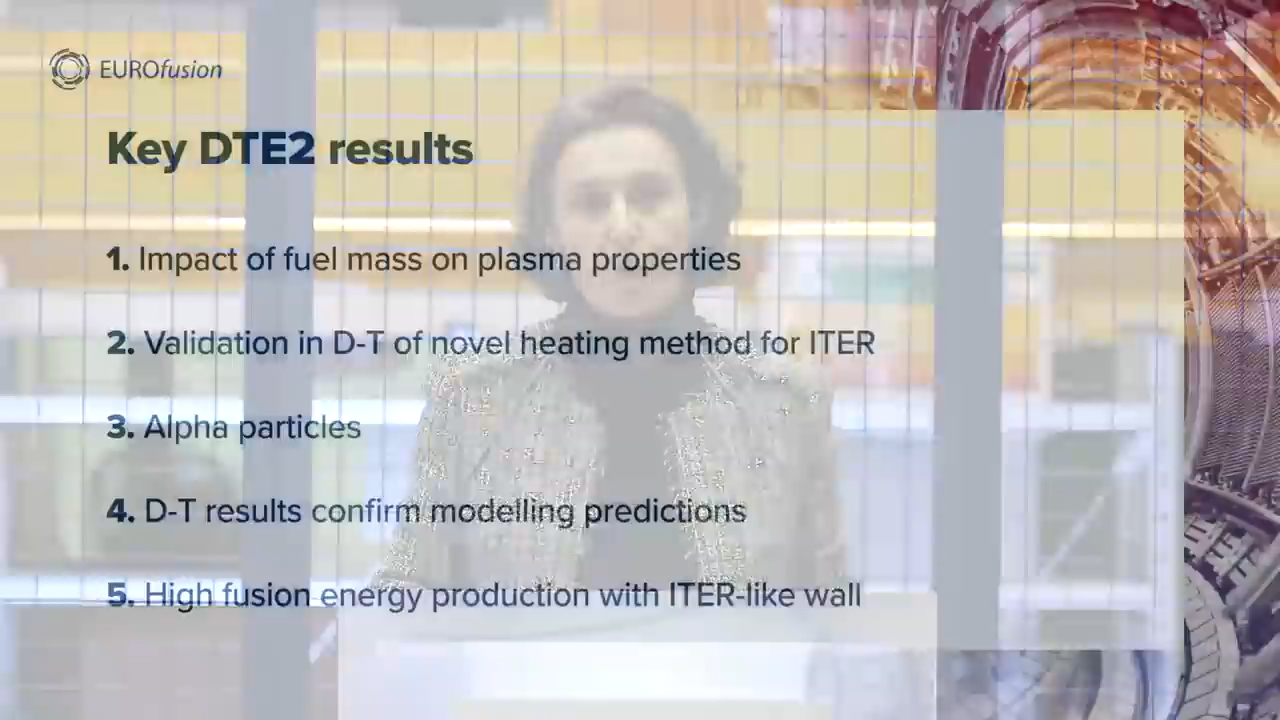 EUROfusion
Key DTE2 results
1. Impact of fuel mass on plasma properties
2. Validation in D-T of novel heating method for ITER
3. Alpha particles
4. D-T results confirm modelling predictions
5. High fusion energy production with ITER-like wall